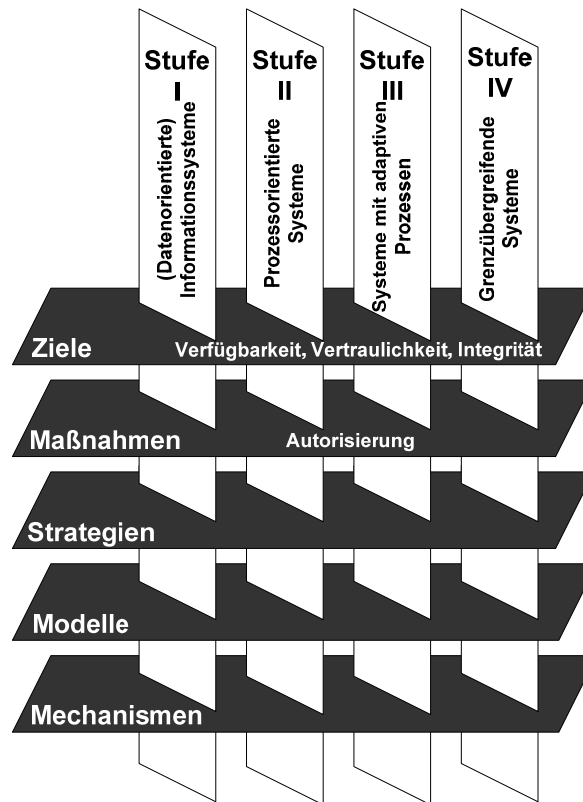 Stufe
I
(Datenorientierte)
Informationssysteme
Stufe
II
Prozessorientierte
Systeme
Stufe
III
Systeme mit adaptiven
Prozessen
Stufe
IV
Grenzübergreifende
Systeme
Ziele
Verfügbarkeit, Vertraulichkeit, Integrität
Maßnahmen
Autorisierung
Strategien
Modelle
Mechanismen